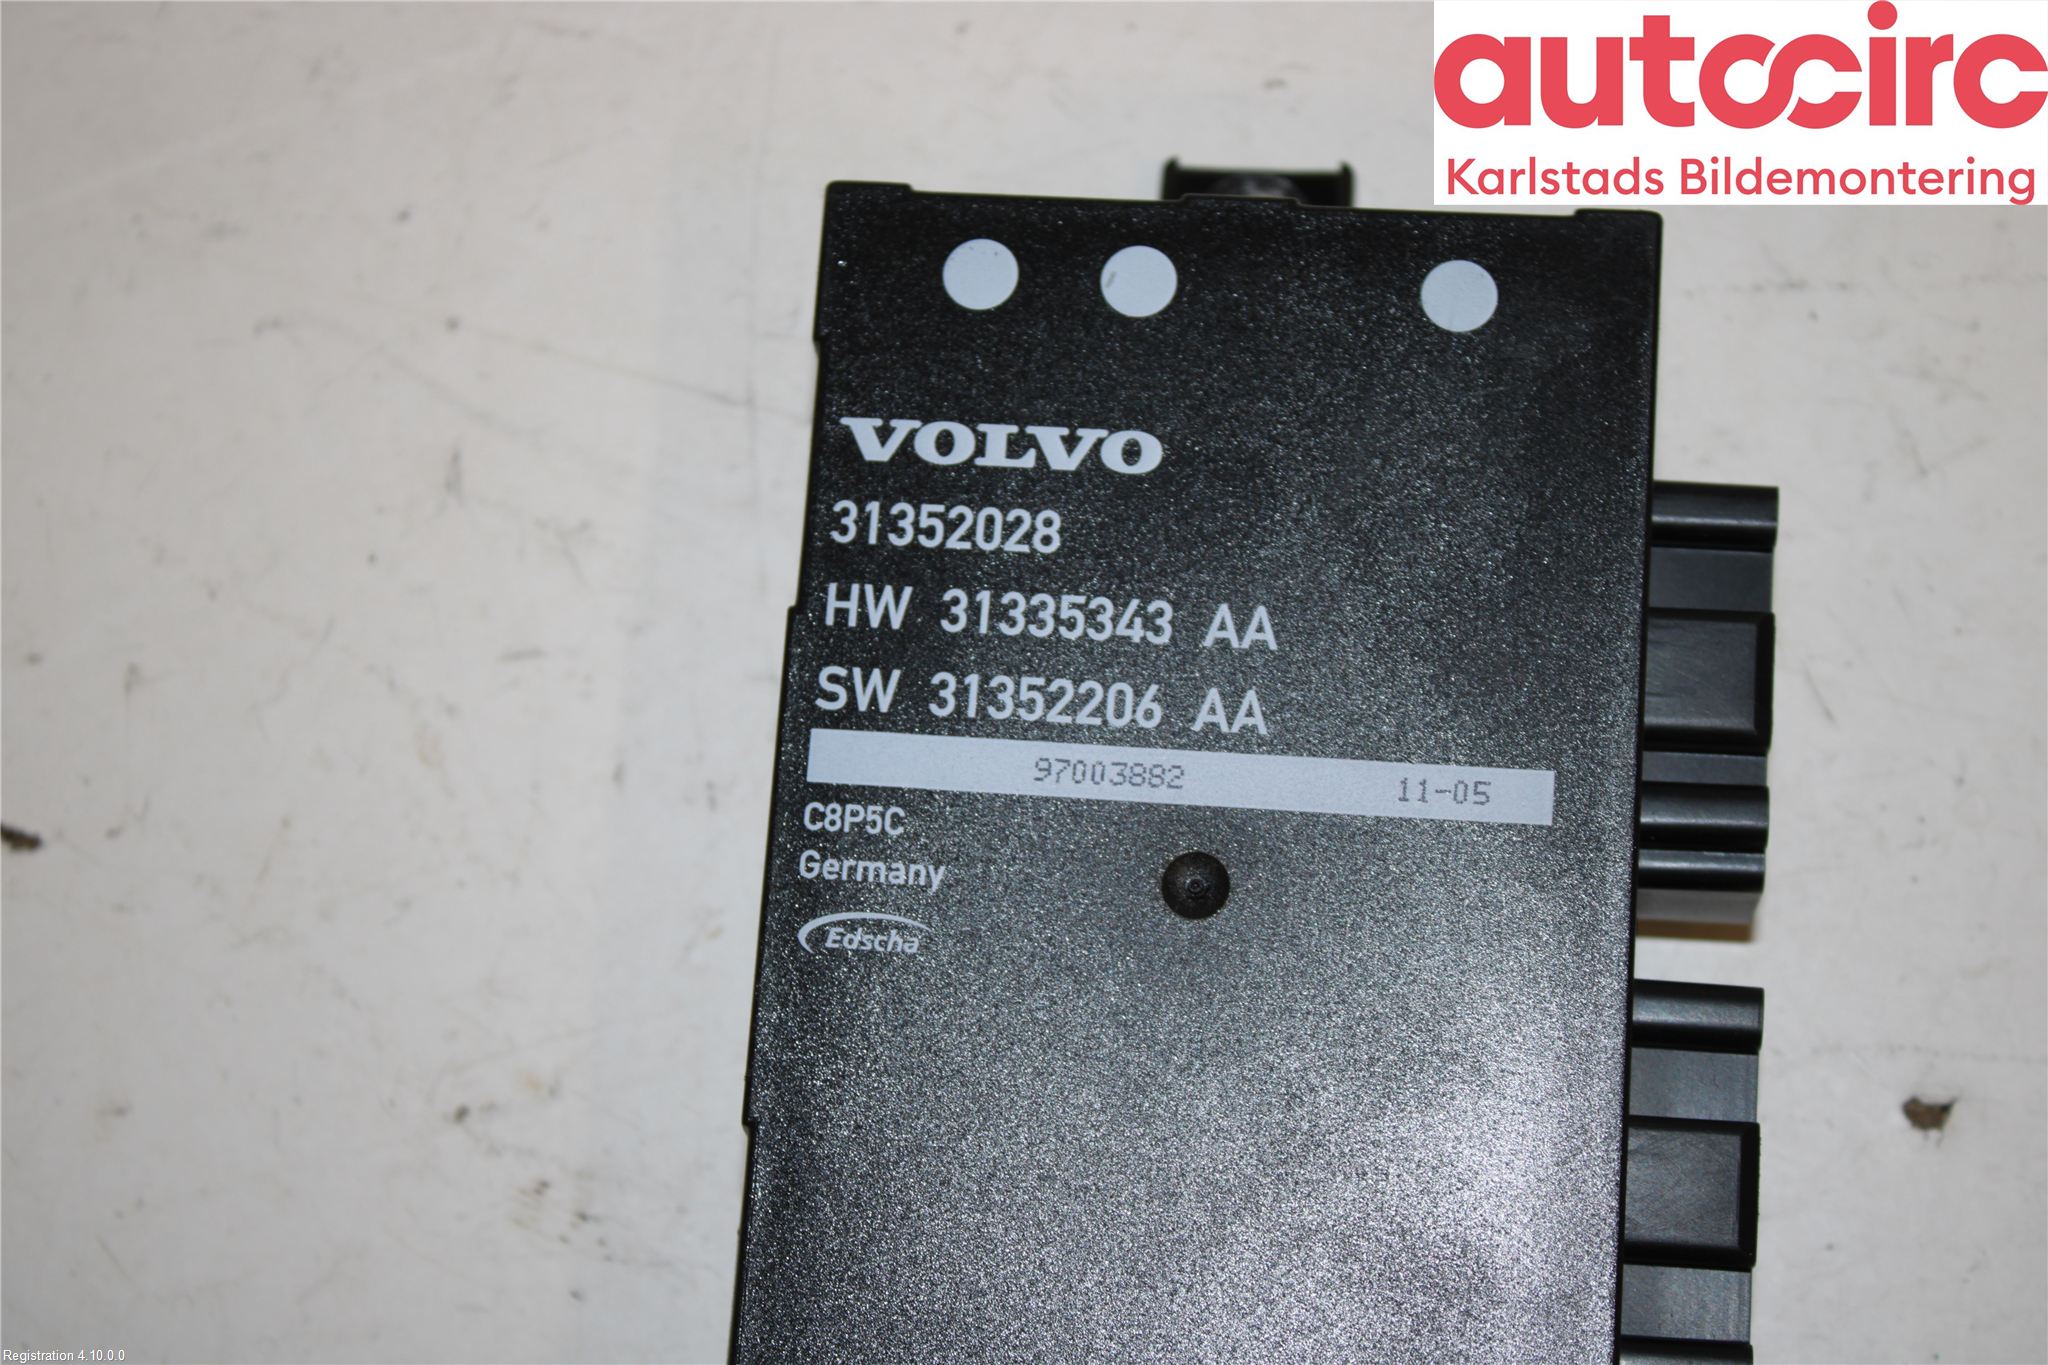 autocirc
Karlstads Bildemontering
VOLVO
31352028
HW 31335343 AA
SW 31352206 AA
97003882 11-05
C8P5C
Germany
Edscha
Registration 4.10.0.0